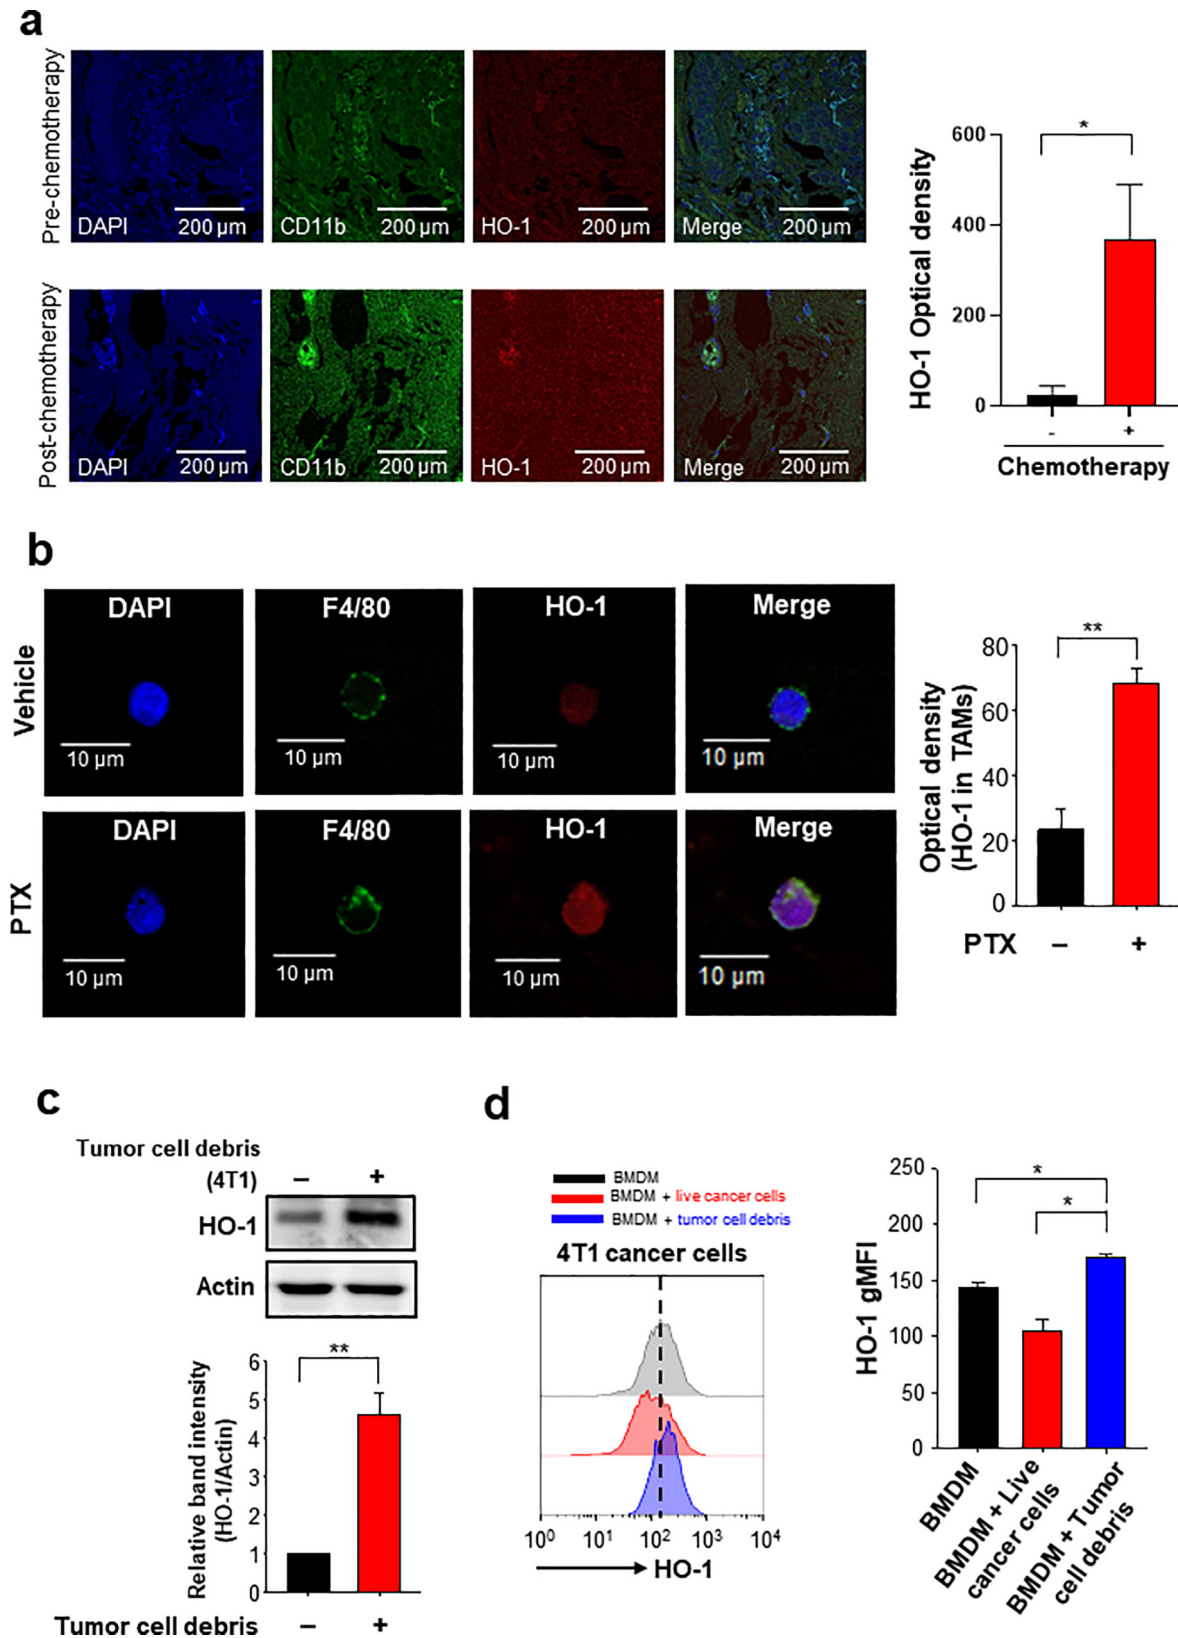 a
Pre-chemotherapy
DAPI
200 µm
CD11b
200 µm
HO-1
200 µm
Merge
200 µm
Post-chemotherapy
DAPI
200 µm
CD11b
200 µm
HO-1
200 µm
Merge
200 µm
HO-1 Optical density
600
400
200
0
*
- +
Chemotherapy
b
Vehicle
DAPI
10 µm
F4/80
10 µm
HO-1
10 µm
Merge
10 µm
PTX
DAPI
10 µm
F4/80
10 µm
HO-1
10 µm
Merge
10 µm
Optical density
(HO-1 in TAMs)
80
60
40
20
0
**
PTX – +
c
Tumor cell debris
(4T1) – +
HO-1
Actin
Relative band intensity
(HO-1/Actin)
6
5
4
3
2
1
0
**
Tumor cell debris – +
d
BMDM
BMDM + live cancer cells
BMDM + tumor cell debris
4T1 cancer cells
10⁰ 10¹ 10² 10³ 10⁴
HO-1
HO-1 gMFI
250
200
150
100
50
0
*
*
BMDM
BMDM + Live
cancer cells
BMDM + Tumor
cell debris